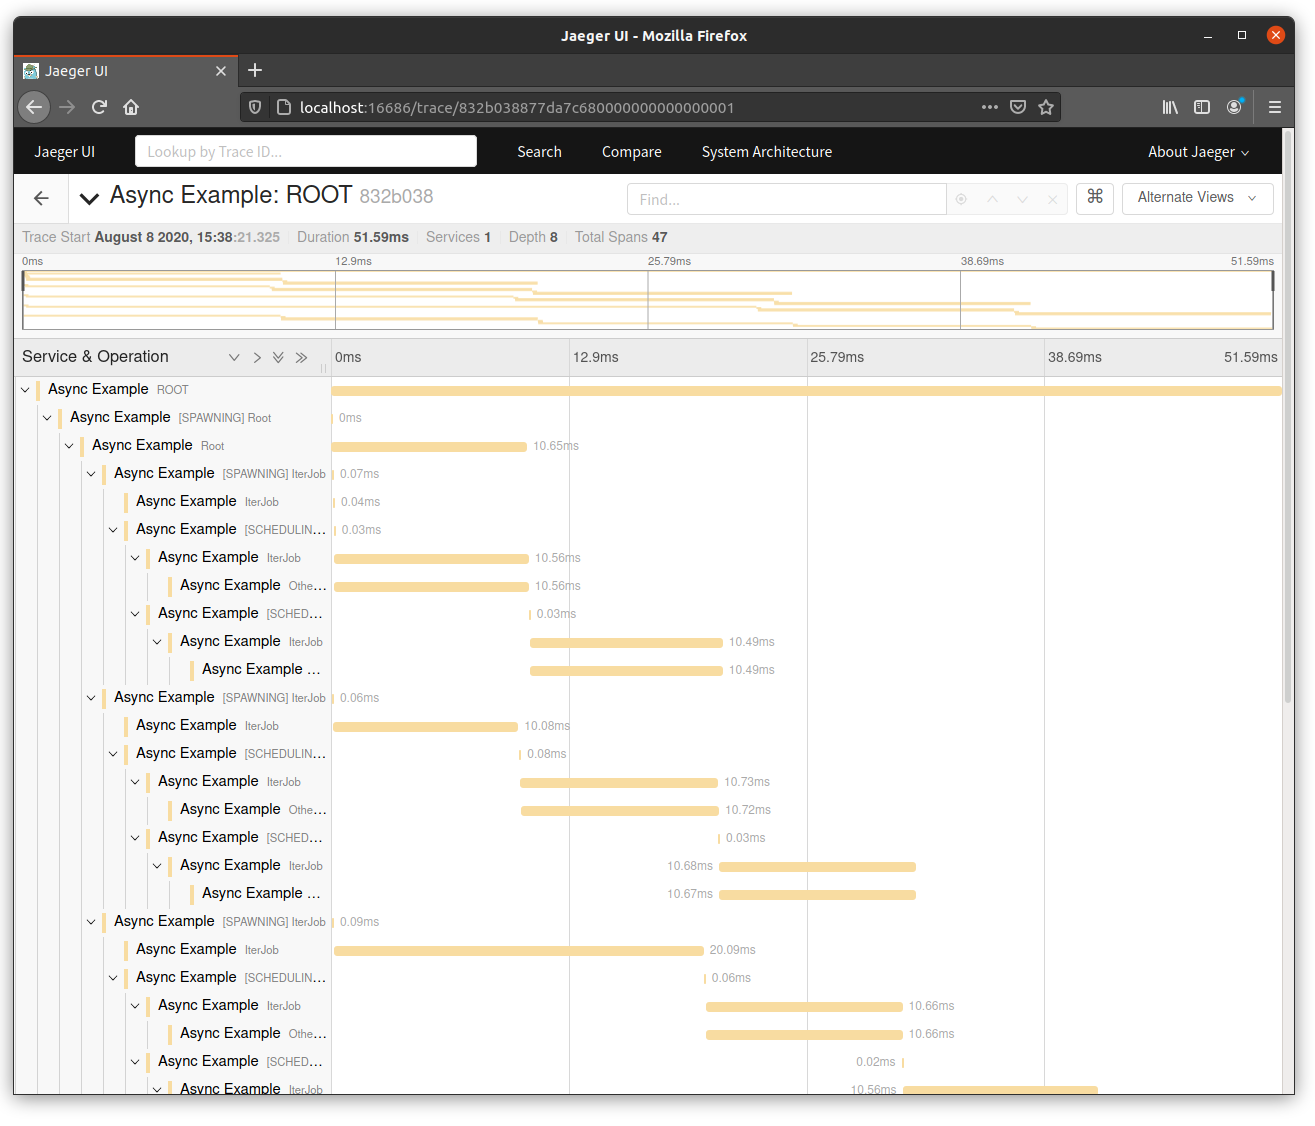 Jaeger UI - Mozilla Firefox
Jaeger UI
localhost:16686/trace/832b038877da7c680000000000000001
Jaeger UI Lookup by Trace ID... Search Compare System Architecture About Jaeger
Async Example: ROOT 832b038 Find... ⌘ Alternate Views
Trace Start August 8 2020, 15:38:21.325 Duration 51.59ms Services 1 Depth 8 Total Spans 47
0ms 12.9ms 25.79ms 38.69ms 51.59ms
Service & Operation 0ms 12.9ms 25.79ms 38.69ms 51.59ms
Async Example ROOT
Async Example [SPAWNING] Root 0ms
Async Example Root 10.65ms
Async Example [SPAWNING] IterJob 0.07ms
Async Example IterJob 0.04ms
Async Example [SCHEDULIN... 0.03ms
Async Example IterJob 10.56ms
Async Example Othe... 10.56ms
Async Example [SCHED... 0.03ms
Async Example IterJob 10.49ms
Async Example ... 10.49ms
Async Example [SPAWNING] IterJob 0.06ms
Async Example IterJob 10.08ms
Async Example [SCHEDULIN... 0.08ms
Async Example IterJob 10.73ms
Async Example Othe... 10.72ms
Async Example [SCHED... 0.03ms
Async Example IterJob 10.68ms
Async Example ... 10.67ms
Async Example [SPAWNING] IterJob 0.09ms
Async Example IterJob 20.09ms
Async Example [SCHEDULIN... 0.06ms
Async Example IterJob 10.66ms
Async Example Othe... 10.66ms
Async Example [SCHED... 0.02ms
Async Example IterJob 10.56ms